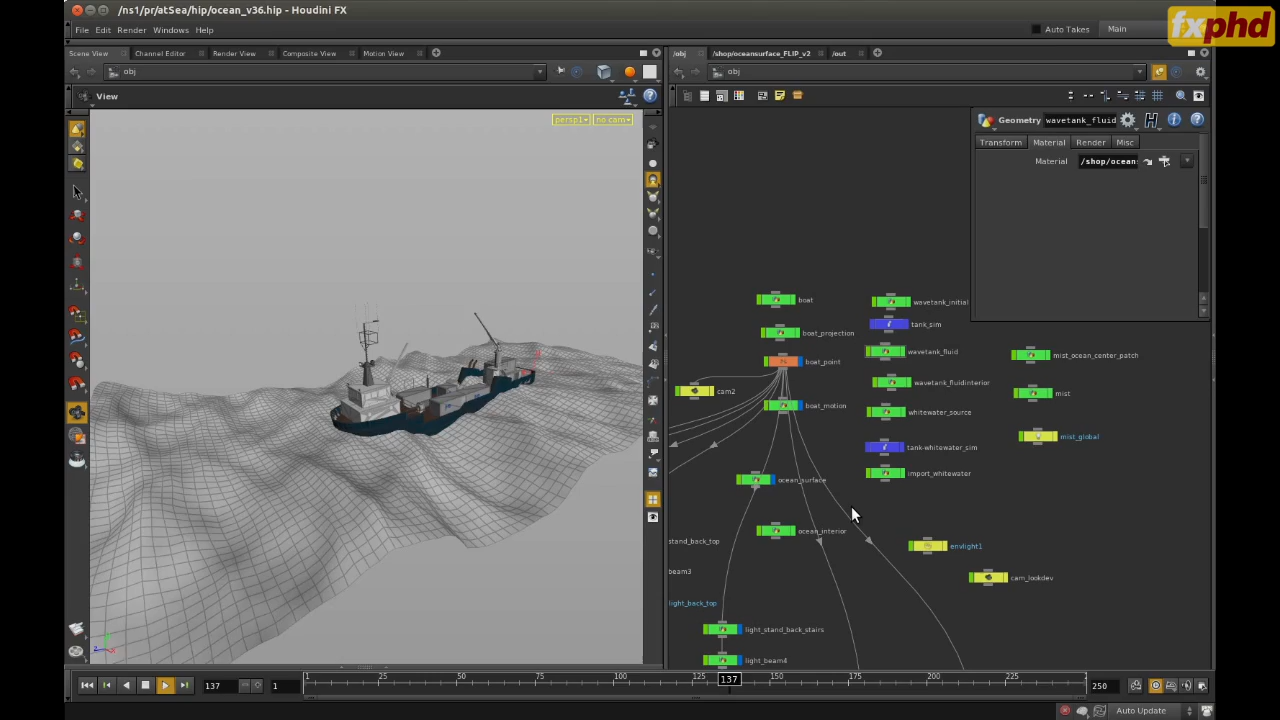 /ns1/pr/atSea/hip/ocean_v36.hip - Houdini FX
fxphd
File Edit Render Windows Help
Auto Takes Main
Scene View Channel Editor Render View Composite View Motion View
/obj /shop/oceansurface_FLIP_v2 /out
obj
obj
View
persp1 no cam
Geometry wavetank_fluid
Transform Material Render Misc
Material /shop/ocean
boat
wavetank_initial
tank_sim
boat_projection
wavetank_fluid
mist_ocean_center_patch
boat_point
wavetank_fluidinterior
cam2
mist
boat_motion
whitewater_source
mist_global
tank-whitewater_sim
import_whitewater
ocean_surface
ocean_interior
stand_back_top
envlight1
beam3
cam_lookdev
light_back_top
light_stand_back_stairs
light_beam4
z
137 1
1 25 50 75 100 125 137 150 175 200 225
250
Auto Update